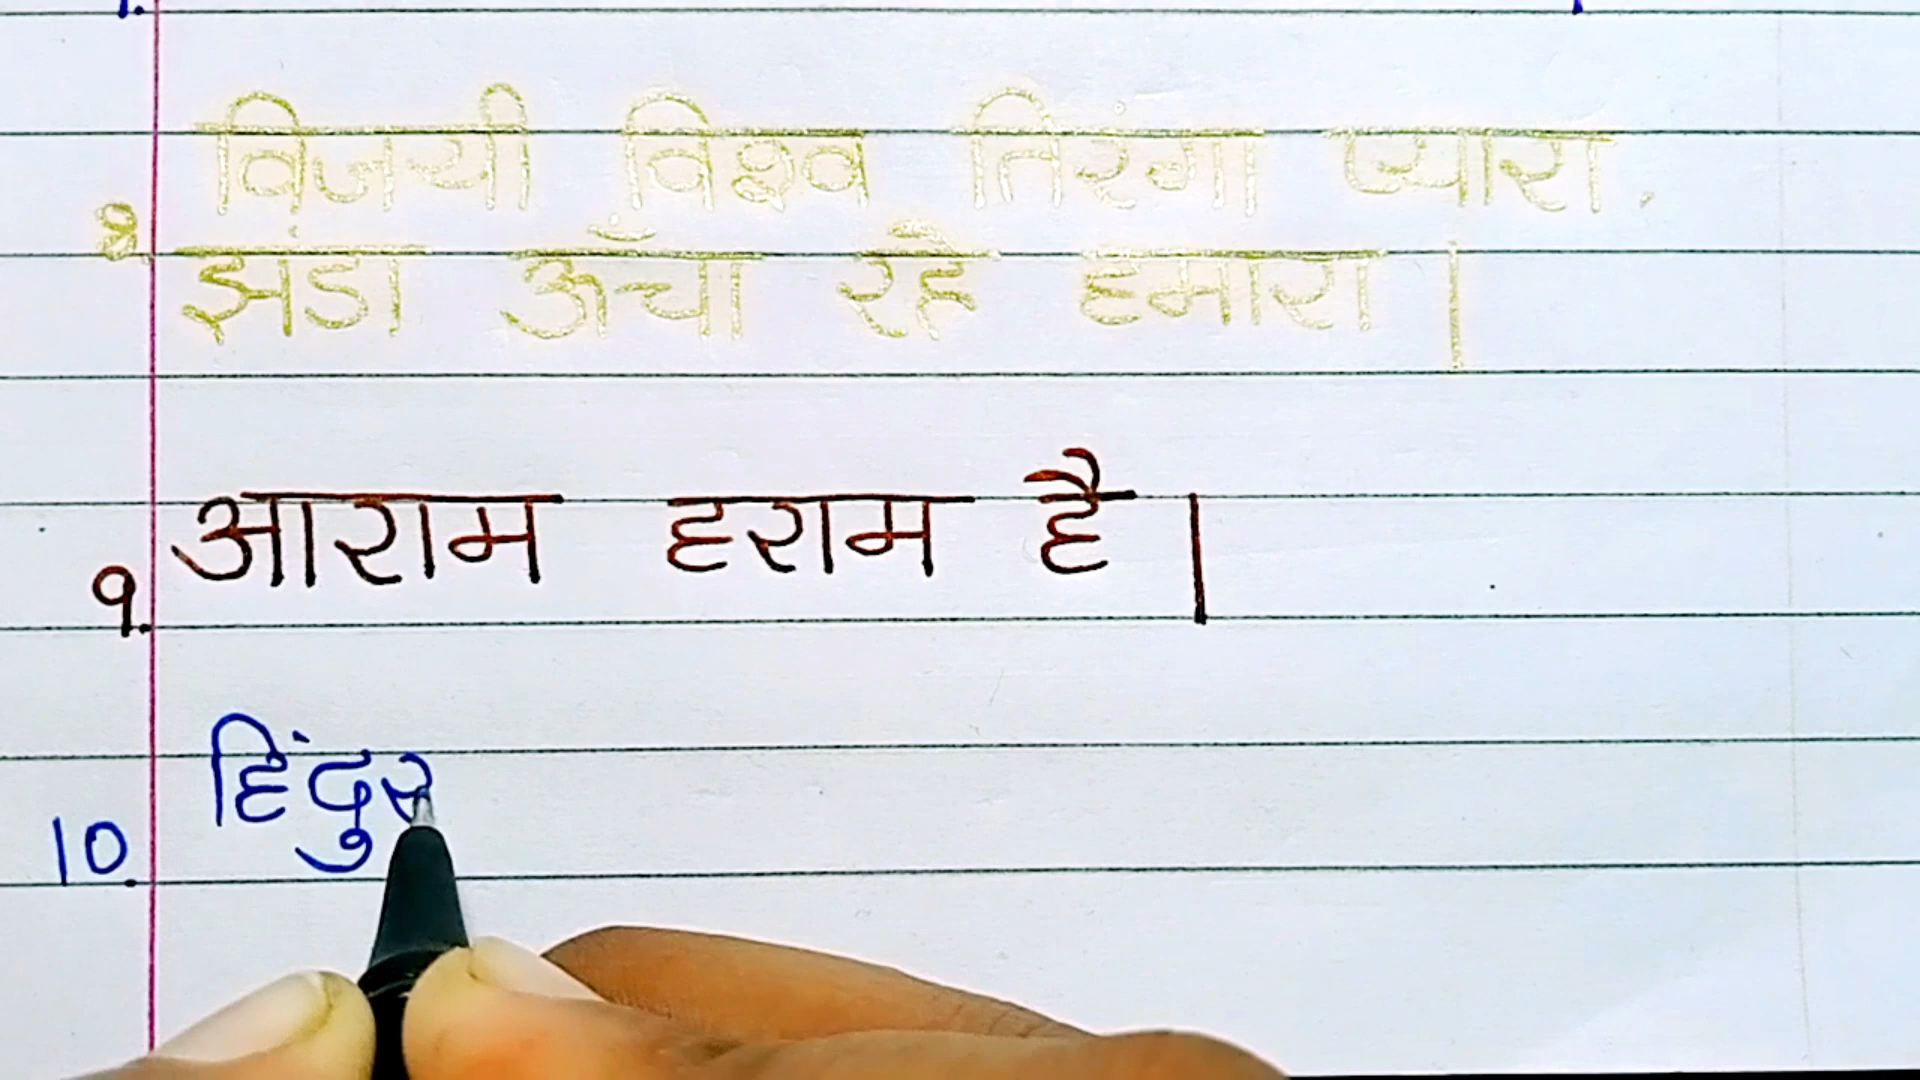 विजयी विश्व तिरंगा प्यारा.
8. झंडा ऊँचा रहे हमारा।
9. आराम हराम है।
10. हिंदुस